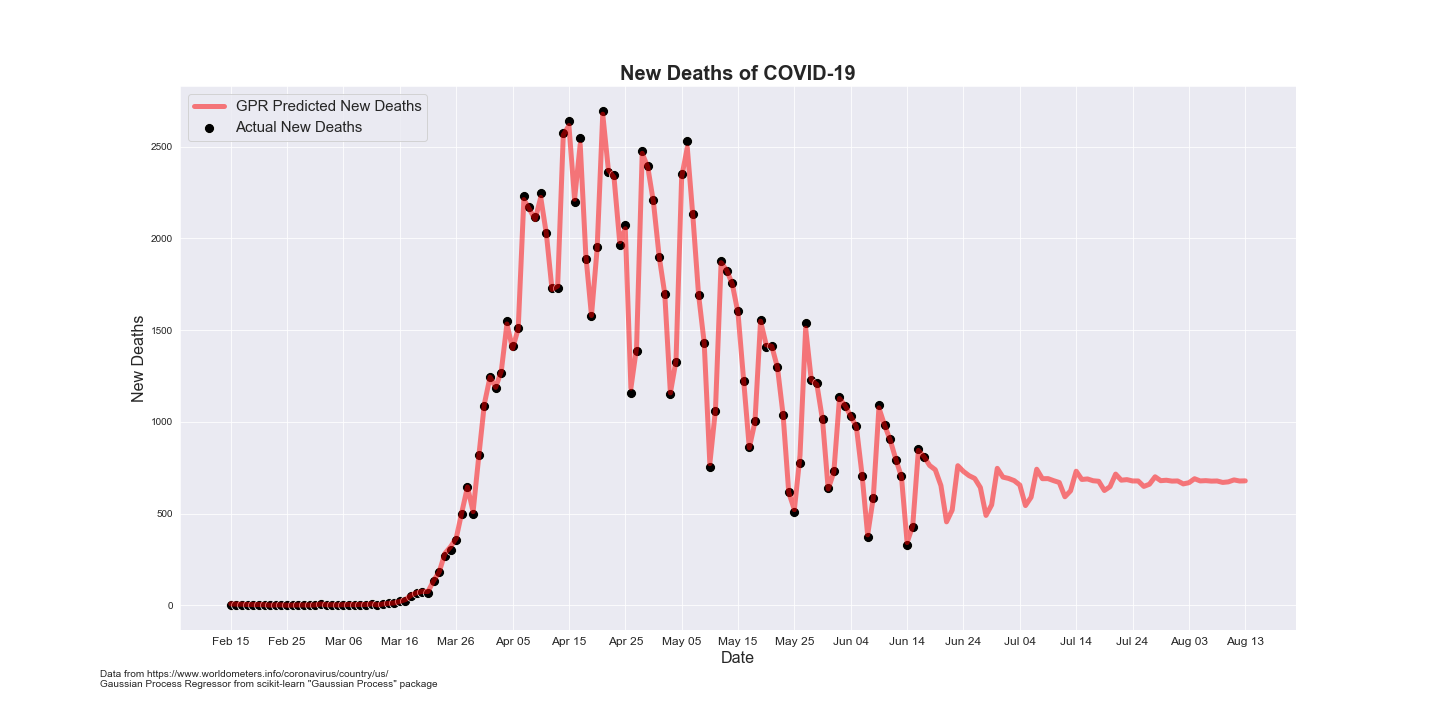 New Deaths of COVID-19
GPR Predicted New Deaths
Actual New Deaths
New Deaths
2500
2000
1500
1000
500
0
Feb 15 Feb 25 Mar 06 Mar 16 Mar 26 Apr 05 Apr 15 Apr 25 May 05 May 15 May 25 Jun 04 Jun 14 Jun 24 Jul 04 Jul 14 Jul 24 Aug 03 Aug 13
Date
Data from https://www.worldometers.info/coronavirus/country/us/
Gaussian Process Regressor from scikit-learn "Gaussian Process" package